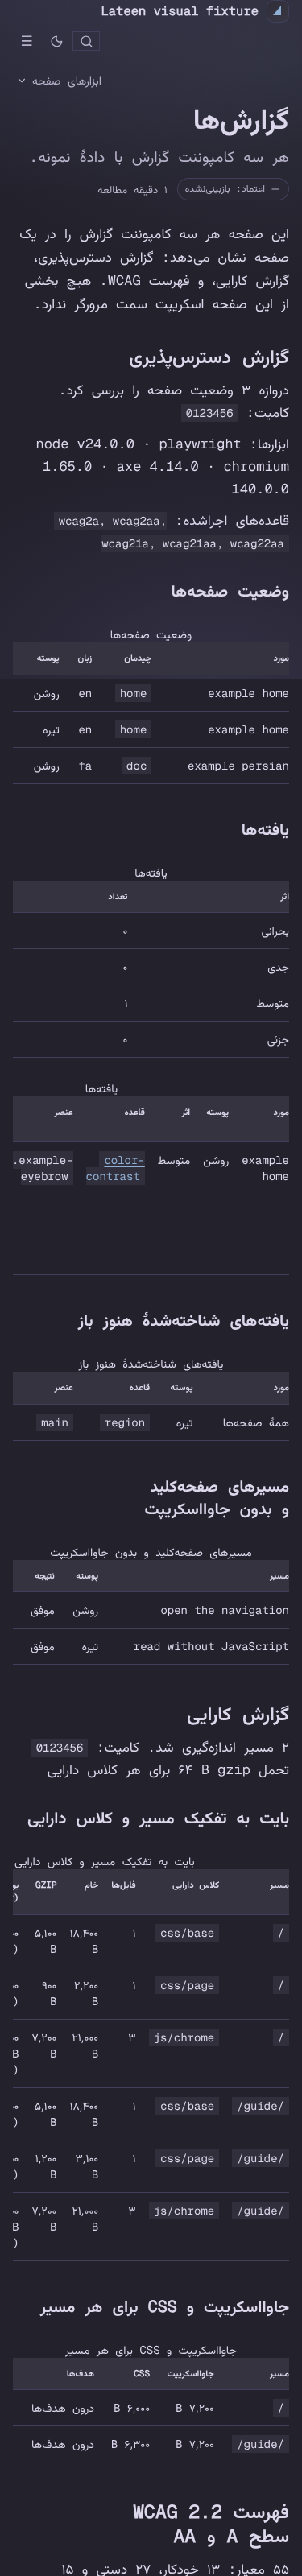 Lateen visual fixture
ابزارهای صفحه
گزارش‌ها
هر سه کامپوننت گزارش با دادهٔ نمونه.
— اعتماد: بازبینی‌نشده
۱ دقیقه مطالعه
این صفحه هر سه کامپوننت گزارش را در یک
صفحه نشان می‌دهد: گزارش دسترس‌پذیری،
گزارش کارایی، و فهرست WCAG. هیچ بخشی
از این صفحه اسکریپت سمت مرورگر ندارد.
گزارش دسترس‌پذیری
دروازه ۳ وضعیت صفحه را بررسی کرد.
کامیت: 0123456
ابزارها: node v24.0.0 · playwright
1.65.0 · axe 4.14.0 · chromium
140.0.0
قاعده‌های اجراشده: wcag2a, wcag2aa,
wcag21a, wcag21aa, wcag22aa
وضعیت صفحه‌ها
وضعیت صفحه‌ها
مورد چیدمان زبان پوسته
example home home en روشن
example home home en تیره
example persian doc fa روشن
یافته‌ها
یافته‌ها
اثر تعداد
بحرانی ۰
جدی ۰
متوسط ۱
جزئی ۰
یافته‌ها
مورد پوسته اثر قاعده عنصر
example روشن متوسط color- .example-
home contrast eyebrow
یافته‌های شناخته‌شدهٔ هنوز باز
یافته‌های شناخته‌شدهٔ هنوز باز
مورد پوسته قاعده عنصر
همهٔ صفحه‌ها تیره region main
مسیرهای صفحه‌کلید
و بدون جاوااسکریپت
مسیرهای صفحه‌کلید و بدون جاوااسکریپت
مسیر پوسته نتیجه
open the navigation روشن موفق
read without JavaScript تیره موفق
گزارش کارایی
۲ مسیر اندازه‌گیری شد. کامیت: 0123456
تحمل ۶۴ B gzip برای هر کلاس دارایی
بایت به تفکیک مسیر و کلاس دارایی
بایت به تفکیک مسیر و کلاس دارایی
مسیر کلاس دارایی فایل‌ها خام GZIP
/ css/base ۱ ۱۸,۴۰۰ B ۵,۱۰۰ B
/ css/page ۱ ۲,۲۰۰ B ۹۰۰ B
/ js/chrome ۳ ۲۱,۰۰۰ B ۷,۲۰۰ B
/guide/ css/base ۱ ۱۸,۴۰۰ B ۵,۱۰۰ B
/guide/ css/page ۱ ۳,۱۰۰ B ۱,۲۰۰ B
/guide/ js/chrome ۳ ۲۱,۰۰۰ B ۷,۲۰۰ B
جاوااسکریپت و CSS برای هر مسیر
جاوااسکریپت و CSS برای هر مسیر
مسیر جاوااسکریپت CSS هدف‌ها
/ ۷,۲۰۰ B ۶,۰۰۰ B درون هدف‌ها
/guide/ ۷,۲۰۰ B ۶,۳۰۰ B درون هدف‌ها
فهرست WCAG 2.2
سطح A و AA
۵۵ معیار: ۱۳ خودکار، ۲۷ دستی و ۱۵